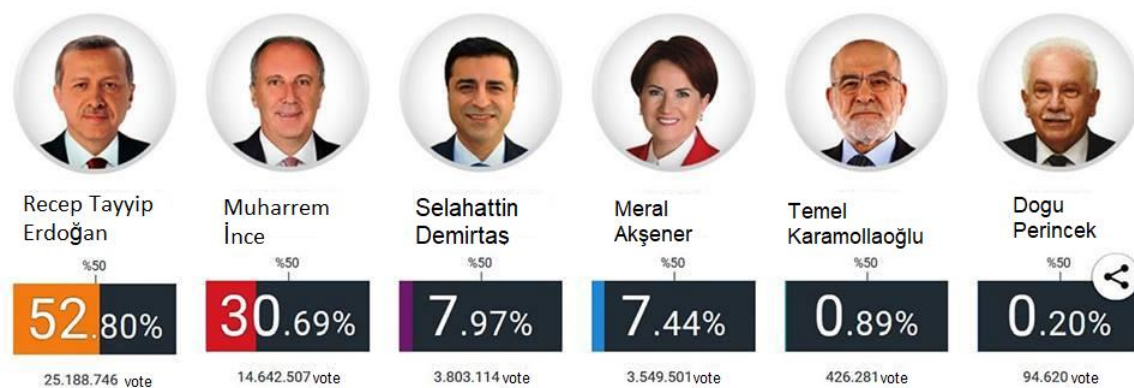 Recep Tayyip
Erdoğan
%50
52.80%
25.188.746 vote
Muharrem
İnce
%50
30.69%
14.642.507 vote
Selahattin
Demirtaş
%50
7.97%
3.803.114 vote
Meral
Akşener
%50
7.44%
3.549.501 vote
Temel
Karamollaoğlu
%50
0.89%
426.281 vote
Dogu
Perincek
%50
0.20%
94.620 vote